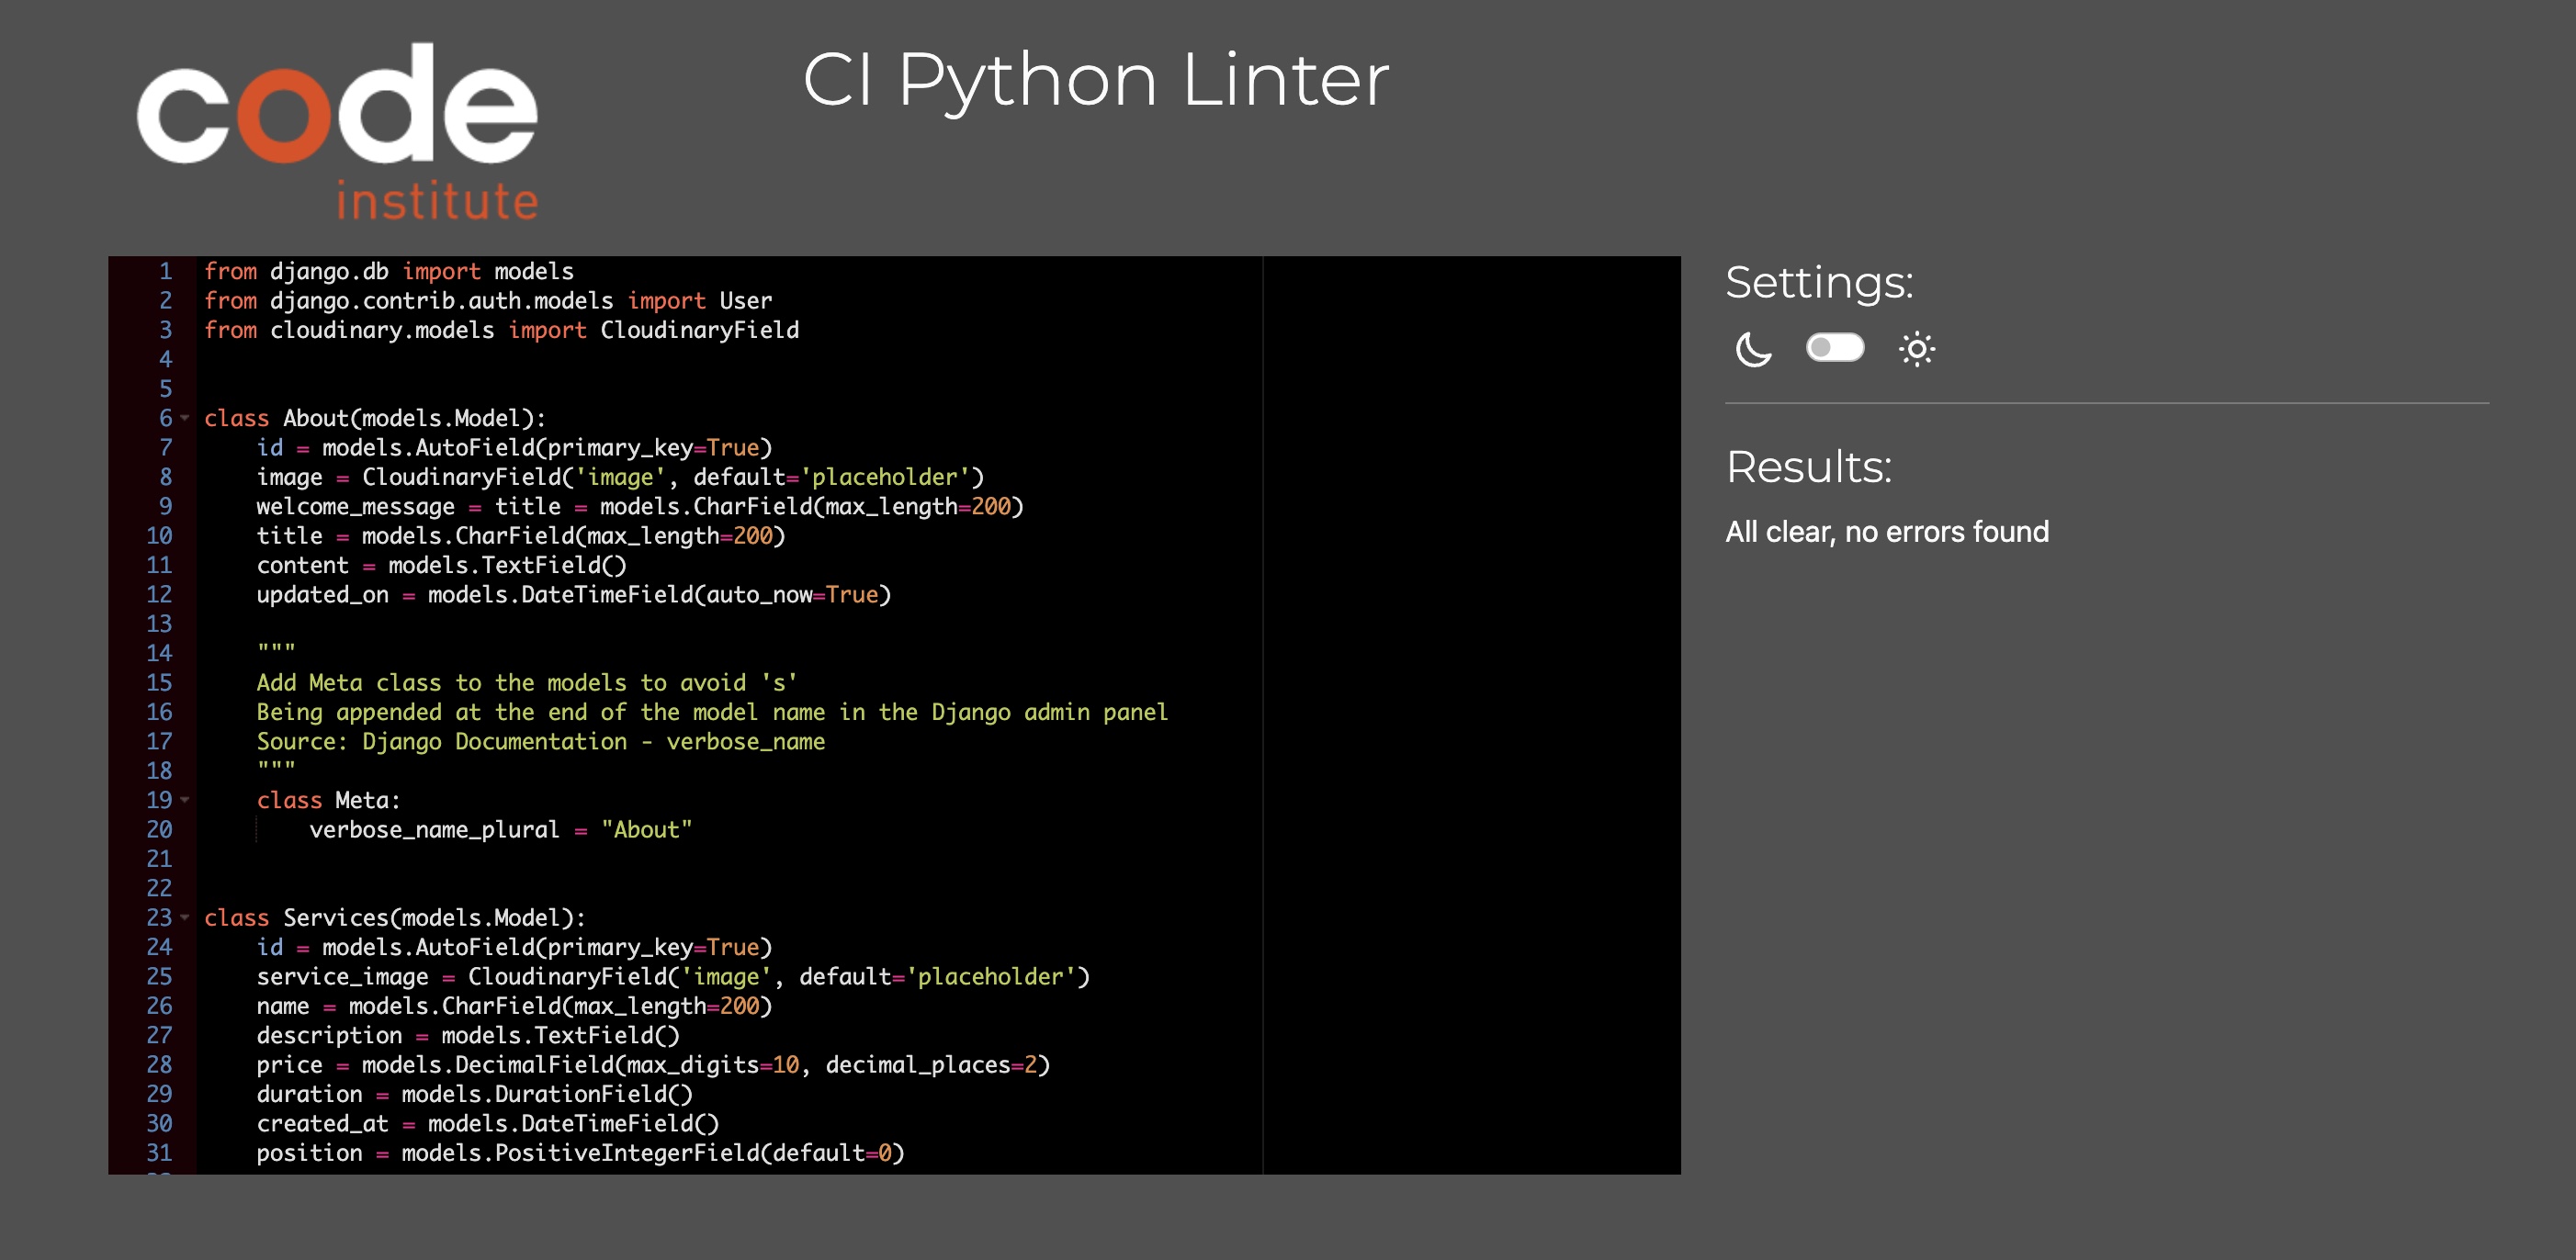 code
institute
CI Python Linter
1 from django.db import models
2 from django.contrib.auth.models import User
3 from cloudinary.models import CloudinaryField
4
5
6 class About(models.Model):
7     id = models.AutoField(primary_key=True)
8     image = CloudinaryField('image', default='placeholder')
9     welcome_message = title = models.CharField(max_length=200)
10     title = models.CharField(max_length=200)
11     content = models.TextField()
12     updated_on = models.DateTimeField(auto_now=True)
13
14     """
15     Add Meta class to the models to avoid 's'
16     Being appended at the end of the model name in the Django admin panel
17     Source: Django Documentation - verbose_name
18     """
19     class Meta:
20         verbose_name_plural = "About"
21
22
23 class Services(models.Model):
24     id = models.AutoField(primary_key=True)
25     service_image = CloudinaryField('image', default='placeholder')
26     name = models.CharField(max_length=200)
27     description = models.TextField()
28     price = models.DecimalField(max_digits=10, decimal_places=2)
29     duration = models.DurationField()
30     created_at = models.DateTimeField()
31     position = models.PositiveIntegerField(default=0)
Settings:
Results:
All clear, no errors found